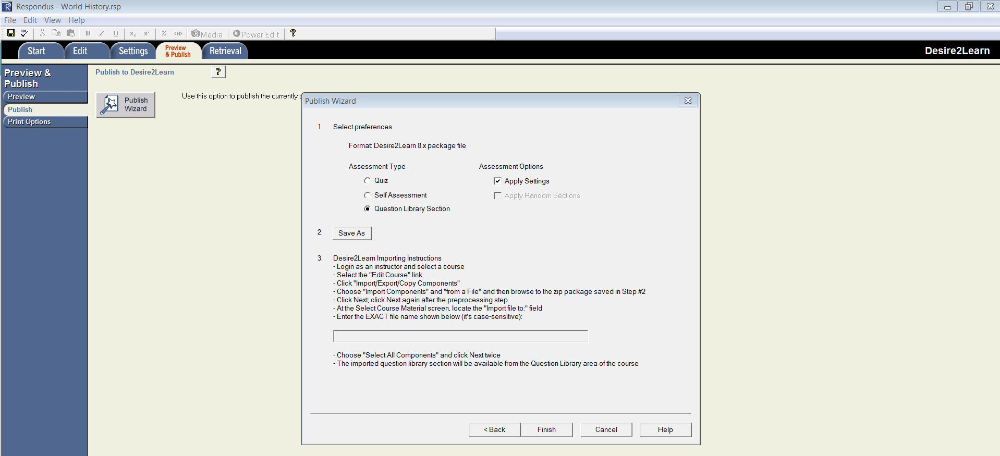 Respondus - World History.rsp
File Edit View Help
ABC
B I U X₂ X² Σ <H> Media Power Edit ?
Start Edit Settings Preview & Publish Retrieval Desire2Learn
Preview & Publish
Preview
Publish
Print Options
Publish to Desire2Learn ?
Publish Wizard
Use this option to publish the currently
Publish Wizard
1. Select preferences
Format: Desire2Learn 8.x package file
Assessment Type Assessment Options
Quiz Apply Settings
Self Assessment Apply Random Sections
Question Library Section
2. Save As
3. Desire2Learn Importing Instructions
- Login as an instructor and select a course
- Select the "Edit Course" link
- Click "Import/Export/Copy Components"
- Choose "Import Components" and "from a File" and then browse to the zip package saved in Step #2
- Click Next; click Next again after the preprocessing step
- At the Select Course Material screen, locate the "Import file to:" field
- Enter the EXACT file name shown below (it's case-sensitive):
- Choose "Select All Components" and click Next twice
- The imported question library section will be available from the Question Library area of the course
< Back Finish Cancel Help